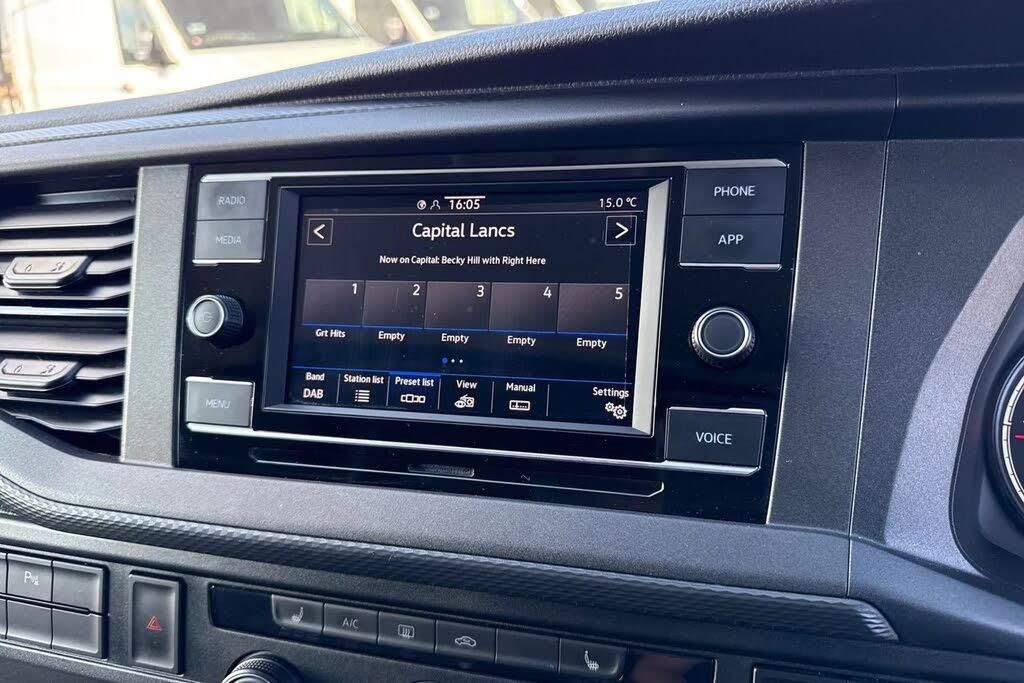 RADIO
MEDIA
MENU
16:05
15.0 °C
<
Capital Lancs
>
Now on Capital: Becky Hill with Right Here
1
2
3
4
5
Grt Hits
Empty
Empty
Empty
Empty
Band
DAB
Station list
Preset list
View
Manual
Settings
PHONE
APP
VOICE
P
A/C